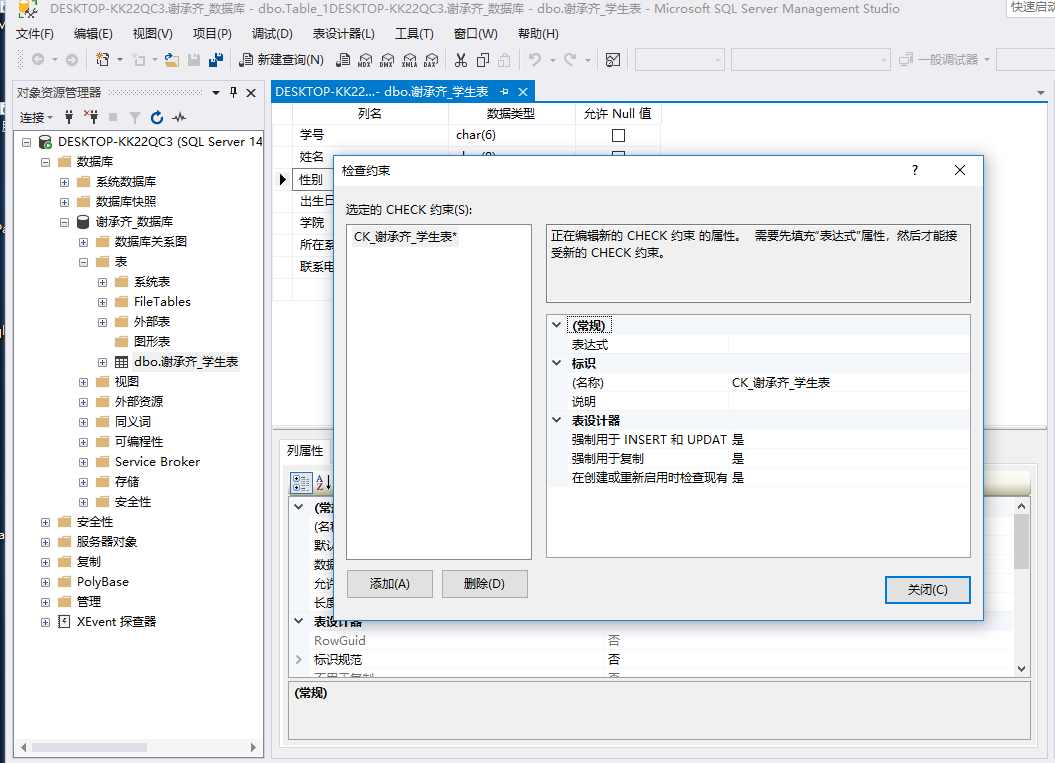 DESKTOP-KK22QC3.谢承齐_数据库 - dbo.Table_1DESKTOP-KK22QC3.谢承齐_数据库 - dbo.谢承齐_学生表 - Microsoft SQL Server Management Studio
快速启动
文件(F) 编辑(E) 视图(V) 项目(P) 调试(D) 表设计器(L) 工具(T) 窗口(W) 帮助(H)
新建查询(N) MDX DMX XMLA DAX 一般调试器
对象资源管理器
连接
DESKTOP-KK22QC3 (SQL Server 14
数据库
系统数据库
数据库快照
谢承齐_数据库
数据库关系图
表
系统表
FileTables
外部表
图形表
dbo.谢承齐_学生表
视图
外部资源
同义词
可编程性
Service Broker
存储
安全性
安全性
服务器对象
复制
PolyBase
管理
XEvent 探查器
DESKTOP-KK22...- dbo.谢承齐_学生表
列名 数据类型 允许 Null 值
学号 char(6)
姓名
性别
出生日
学院
所在系
联系电
检查约束
选定的 CHECK 约束(S):
CK_谢承齐_学生表*
正在编辑新的 CHECK 约束 的属性。 需要先填充“表达式”属性，然后才能接
受新的 CHECK 约束。
(常规)
表达式
标识
(名称) CK_谢承齐_学生表
说明
表设计器
强制用于 INSERT 和 UPDAT 是
强制用于复制 是
在创建或重新启用时检查现有 是
添加(A) 删除(D) 关闭(C)
列属性
(常规
(名称
默认
数据
允许
长度
表设计器
RowGuid 否
标识规范 否
不用于复制 否
(常规)